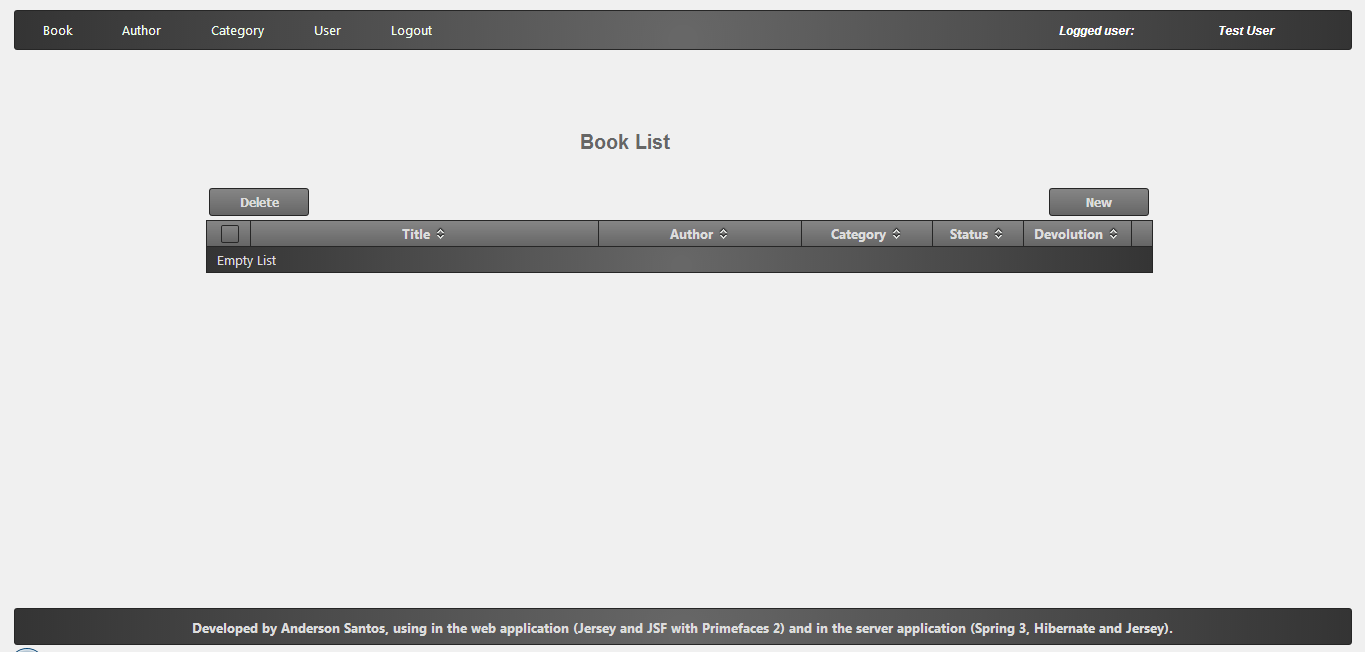 Book Author Category User Logout Logged user: Test User
Book List
Delete New
Title Author Category Status Devolution
Empty List
Developed by Anderson Santos, using in the web application (Jersey and JSF with Primefaces 2) and in the server application (Spring 3, Hibernate and Jersey).